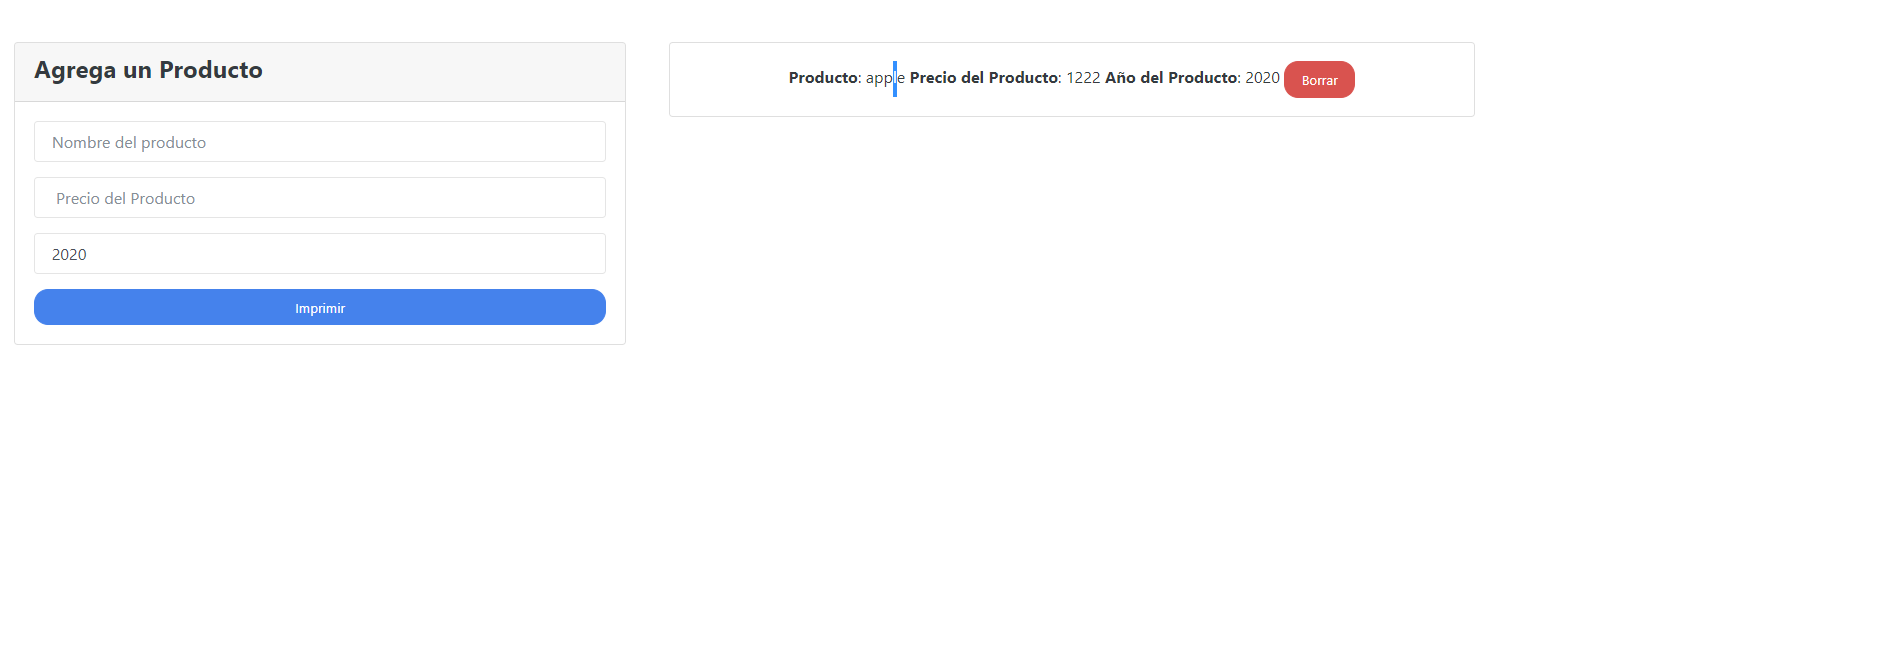 Agrega un Producto
Nombre del producto
Precio del Producto
2020
Imprimir
Producto: apple Precio del Producto: 1222 Año del Producto: 2020 Borrar